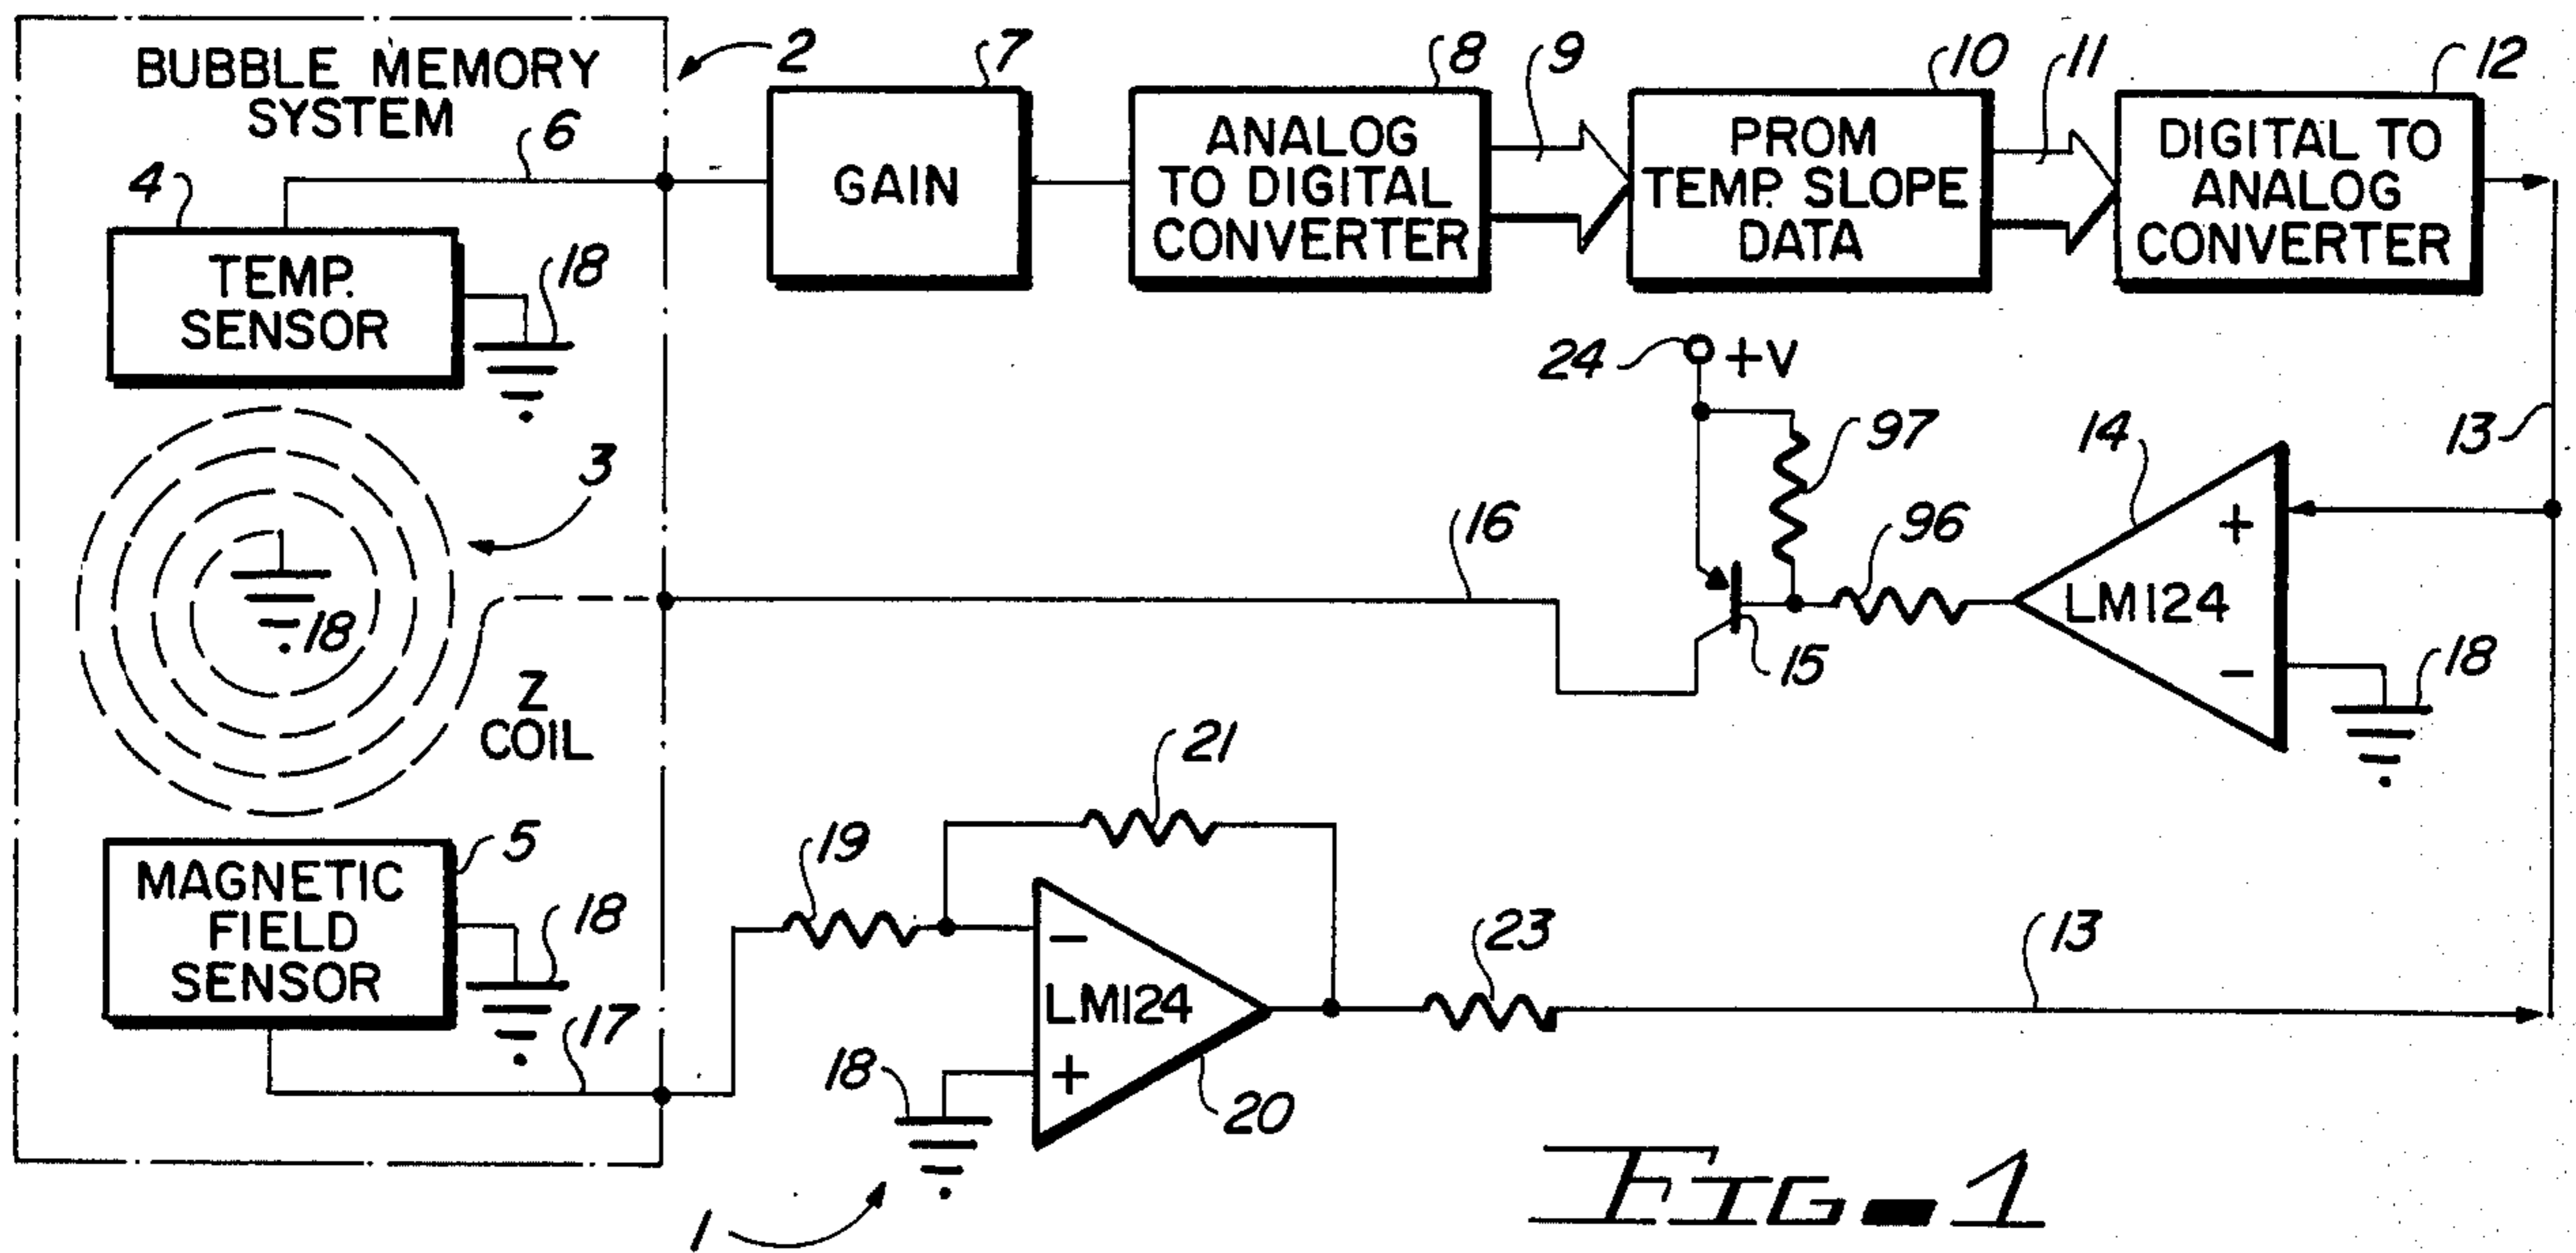 BUBBLE MEMORY
SYSTEM
2
7
8
9
10
11
12
6
4
TEMP.
SENSOR
18
GAIN
ANALOG
TO DIGITAL
CONVERTER
PROM
TEMP. SLOPE
DATA
DIGITAL TO
ANALOG
CONVERTER
24
+V
97
14
13
3
16
96
+
LM124
-
15
18
18
Z
COIL
21
5
19
MAGNETIC
FIELD
SENSOR
18
17
-
LM124
+
18
20
23
13
1
FIG-1